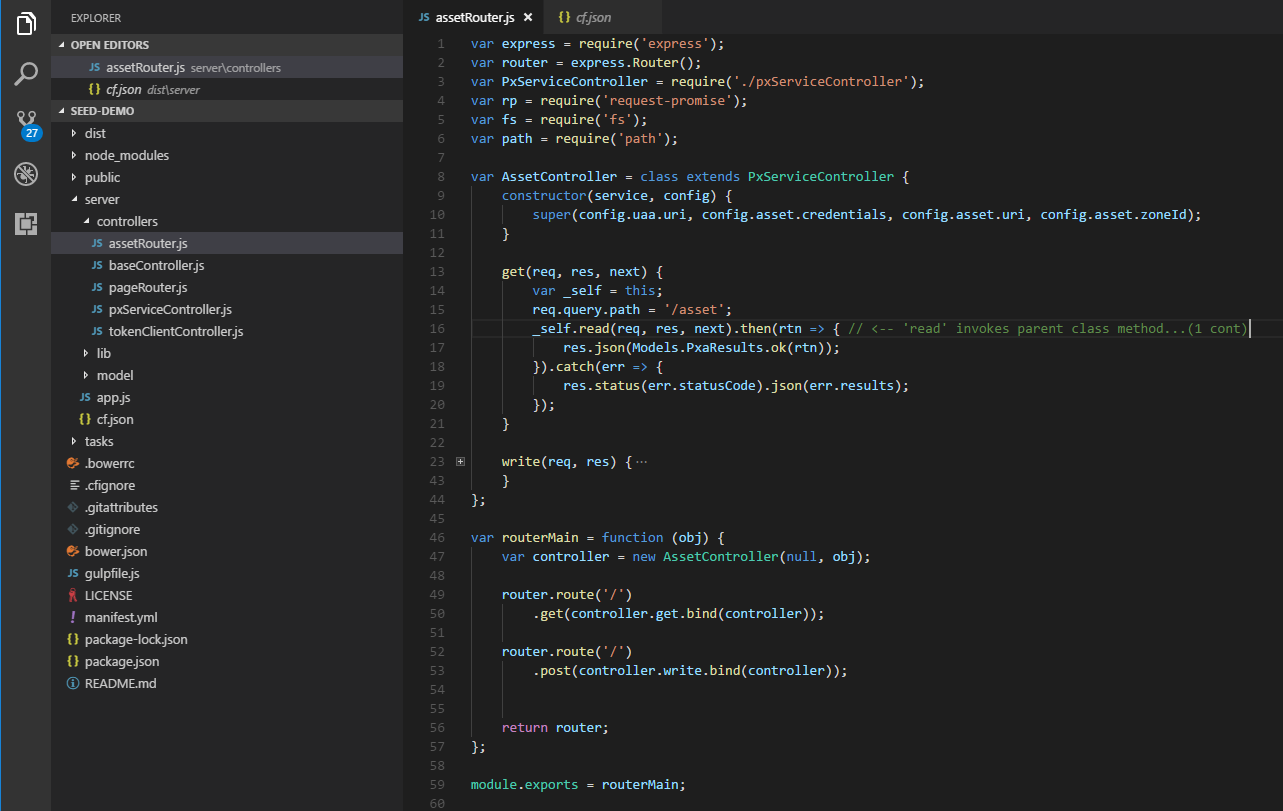 EXPLORER
OPEN EDITORS
JS assetRouter.js server\controllers
{} cf.json dist\server
SEED-DEMO
dist
node_modules
public
server
controllers
JS assetRouter.js
JS baseController.js
JS pageRouter.js
JS pxServiceController.js
JS tokenClientController.js
lib
model
JS app.js
{} cf.json
tasks
.bowerrc
.cfignore
.gitattributes
.gitignore
bower.json
JS gulpfile.js
LICENSE
! manifest.yml
{} package-lock.json
{} package.json
README.md
27
JS assetRouter.js ×
{} cf.json
1 var express = require('express');
2 var router = express.Router();
3 var PxServiceController = require('./pxServiceController');
4 var rp = require('request-promise');
5 var fs = require('fs');
6 var path = require('path');
7
8 var AssetController = class extends PxServiceController {
9 constructor(service, config) {
10 super(config.uaa.uri, config.asset.credentials, config.asset.uri, config.asset.zoneId);
11 }
12
13 get(req, res, next) {
14 var _self = this;
15 req.query.path = '/asset';
16 _self.read(req, res, next).then(rtn => { // <-- 'read' invokes parent class method...(1 cont)
17 res.json(Models.PxaResults.ok(rtn));
18 }).catch(err => {
19 res.status(err.statusCode).json(err.results);
20 });
21 }
22
23 write(req, res) {...
43 }
44 };
45
46 var routerMain = function (obj) {
47 var controller = new AssetController(null, obj);
48
49 router.route('/')
50 .get(controller.get.bind(controller));
51
52 router.route('/')
53 .post(controller.write.bind(controller));
54
55
56 return router;
57 };
58
59 module.exports = routerMain;
60